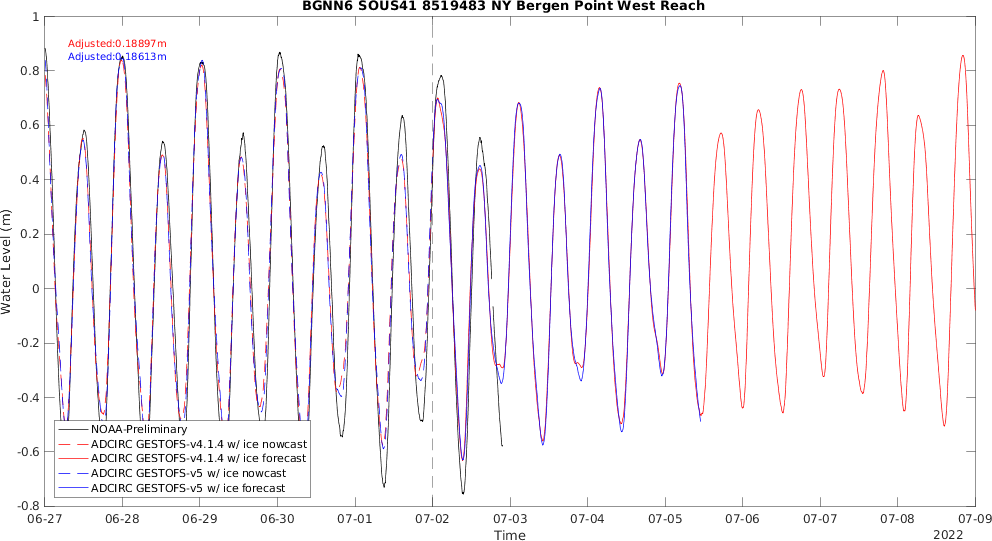 BGNN6 SOUS41 8519483 NY Bergen Point West Reach
Adjusted:0.18897m
Adjusted:0.18613m
Water Level (m)
1
0.8
0.6
0.4
0.2
0
-0.2
-0.4
-0.6
-0.8
NOAA-Preliminary
ADCIRC GESTOFS-v4.1.4 w/ ice nowcast
ADCIRC GESTOFS-v4.1.4 w/ ice forecast
ADCIRC GESTOFS-v5 w/ ice nowcast
ADCIRC GESTOFS-v5 w/ ice forecast
06-27 06-28 06-29 06-30 07-01 07-02 07-03 07-04 07-05 07-06 07-07 07-08 07-09
Time
2022